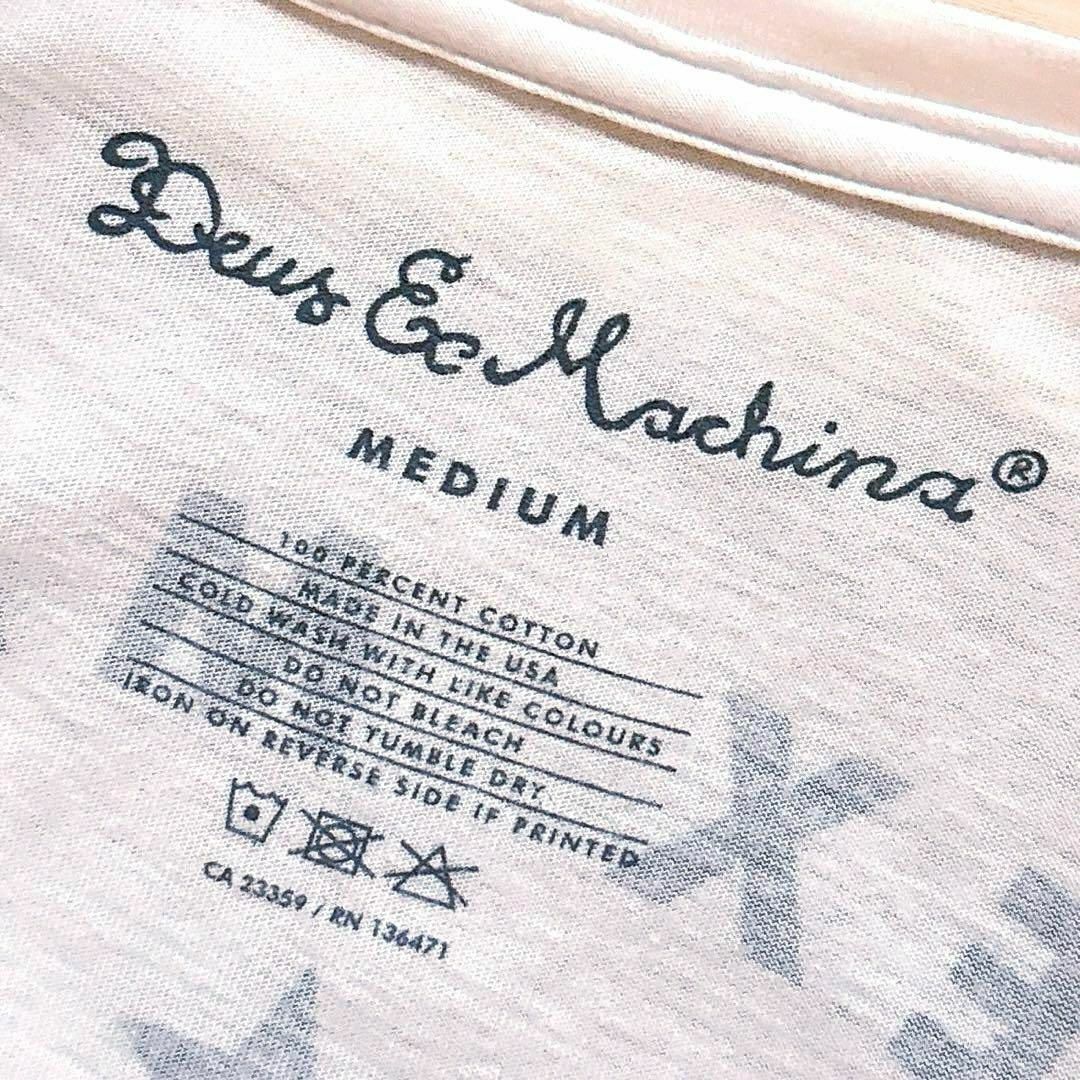 Deus Ex Machina®
MEDIUM
100 PERCENT COTTON
MADE IN THE USA
COLD WASH WITH LIKE COLOURS
DO NOT BLEACH
DO NOT TUMBLE DRY
IRON ON REVERSE SIDE IF PRINTED
CA 23359 / RN 136471